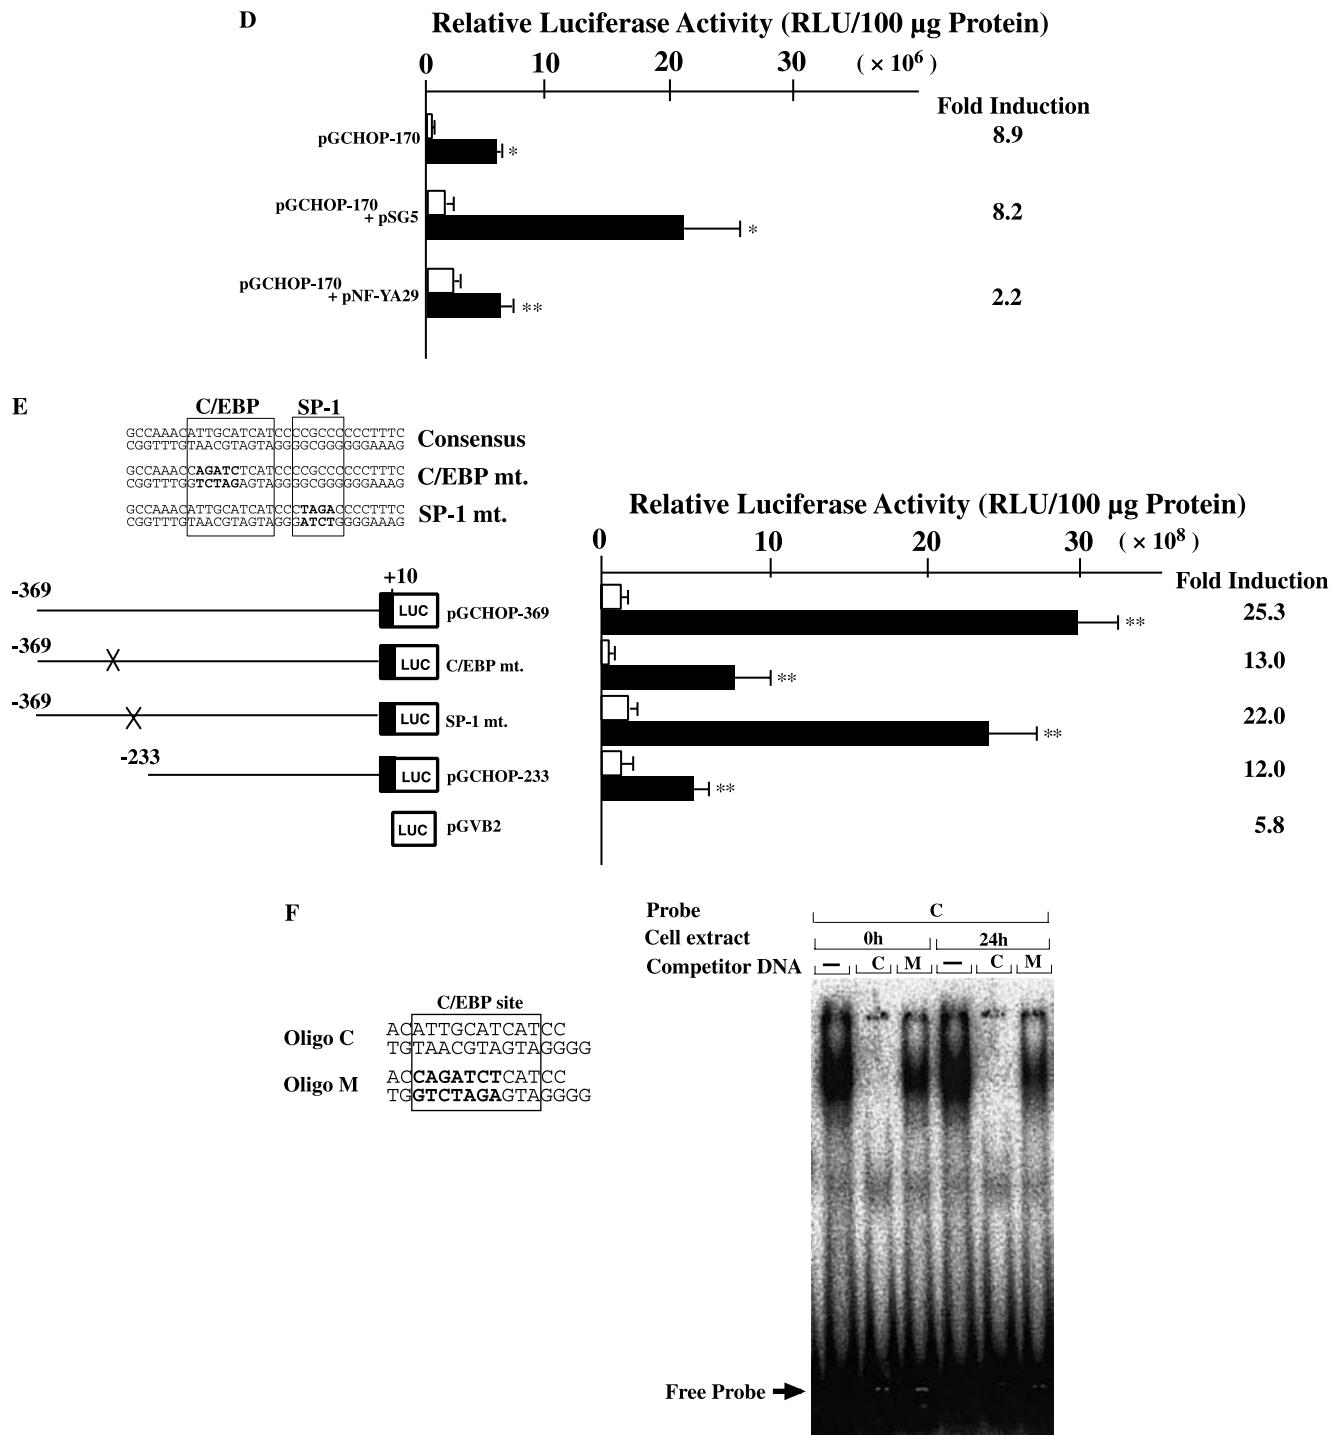 D
Relative Luciferase Activity (RLU/100 µg Protein)
0 10 20 30 ( × 10⁶ )
Fold Induction
pGCHOP-170 * 8.9
pGCHOP-170 + pSG5 * 8.2
pGCHOP-170 + pNF-YA29 ** 2.2
E
C/EBP SP-1
GCCAAACATTGCATCATCCCCGCCCCCCTTTC
CGGTTTGTAACGTAGTAGGGGCGGGGGGAAAG
Consensus
GCCAAACCAGATCTCATCCCCGCCCCCCTTTC
CGGTTTGGTCTAGAGTAGGGGCGGGGGGAAAG
C/EBP mt.
GCCAAACATTGCATCATCCCTAGACCCCTTTC
CGGTTTGTAACGTAGTAGGGATCTGGGGAAAG
SP-1 mt.
Relative Luciferase Activity (RLU/100 µg Protein)
0 10 20 30 ( × 10⁸ )
Fold Induction
-369 +10 LUC pGCHOP-369 ** 25.3
-369 LUC C/EBP mt. ** 13.0
-369 LUC SP-1 mt. ** 22.0
-233 LUC pGCHOP-233 ** 12.0
LUC pGVB2 5.8
F
Probe C
Cell extract 0h 24h
Competitor DNA – C M – C M
C/EBP site
Oligo C
ACATTGCATCATCC
TGTAACGTAGTAGGGG
Oligo M
ACCAGATCTCATCC
TGGTCTAGAGTAGGGG
Free Probe